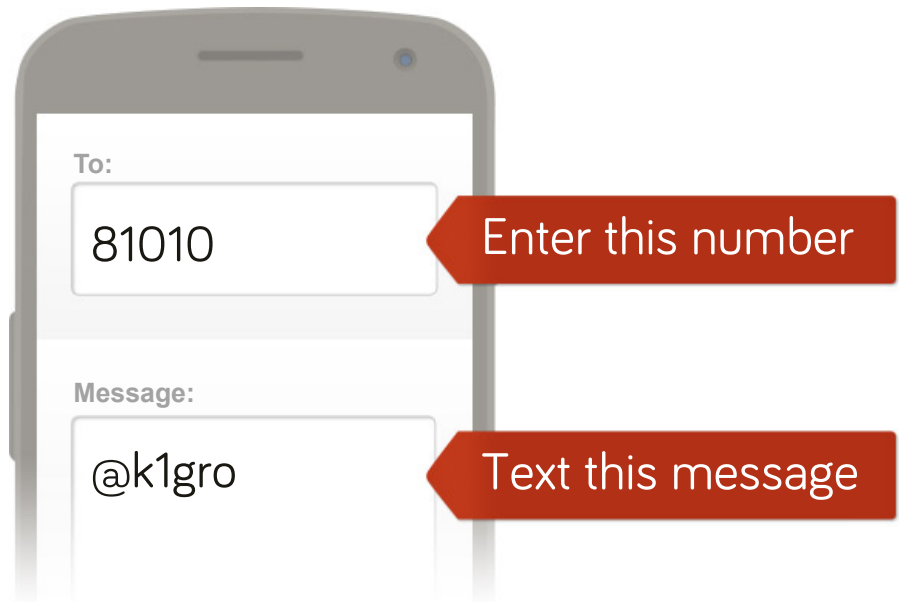 To:
81010
Enter this number
Message:
@k1gro
Text this message